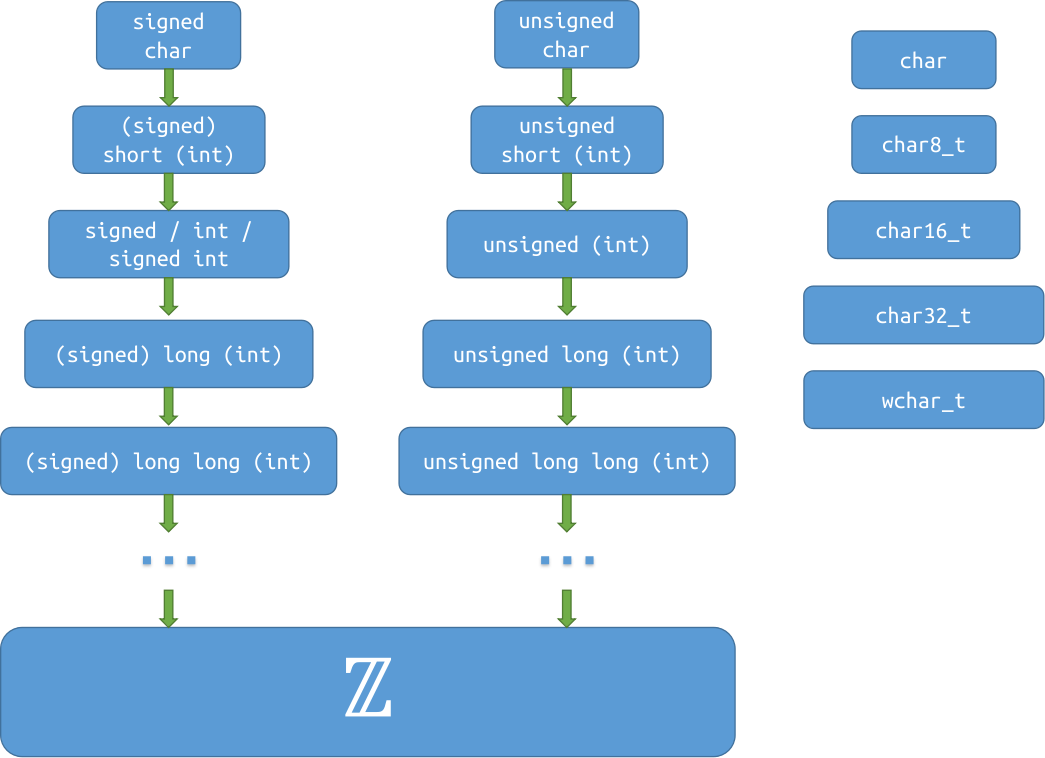 signed
char
(signed)
short (int)
signed / int /
signed int
(signed) long (int)
(signed) long long (int)
...
unsigned
char
unsigned
short (int)
unsigned (int)
unsigned long (int)
unsigned long long (int)
...
ℤ
char
char8_t
char16_t
char32_t
wchar_t